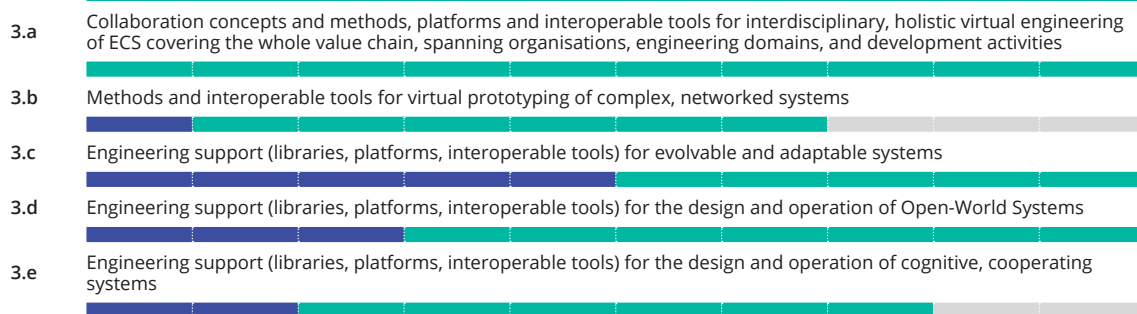 3.a Collaboration concepts and methods, platforms and interoperable tools for interdisciplinary, holistic virtual engineering
of ECS covering the whole value chain, spanning organisations, engineering domains, and development activities
3.b Methods and interoperable tools for virtual prototyping of complex, networked systems
3.c Engineering support (libraries, platforms, interoperable tools) for evolvable and adaptable systems
3.d Engineering support (libraries, platforms, interoperable tools) for the design and operation of Open-World Systems
3.e Engineering support (libraries, platforms, interoperable tools) for the design and operation of cognitive, cooperating
systems